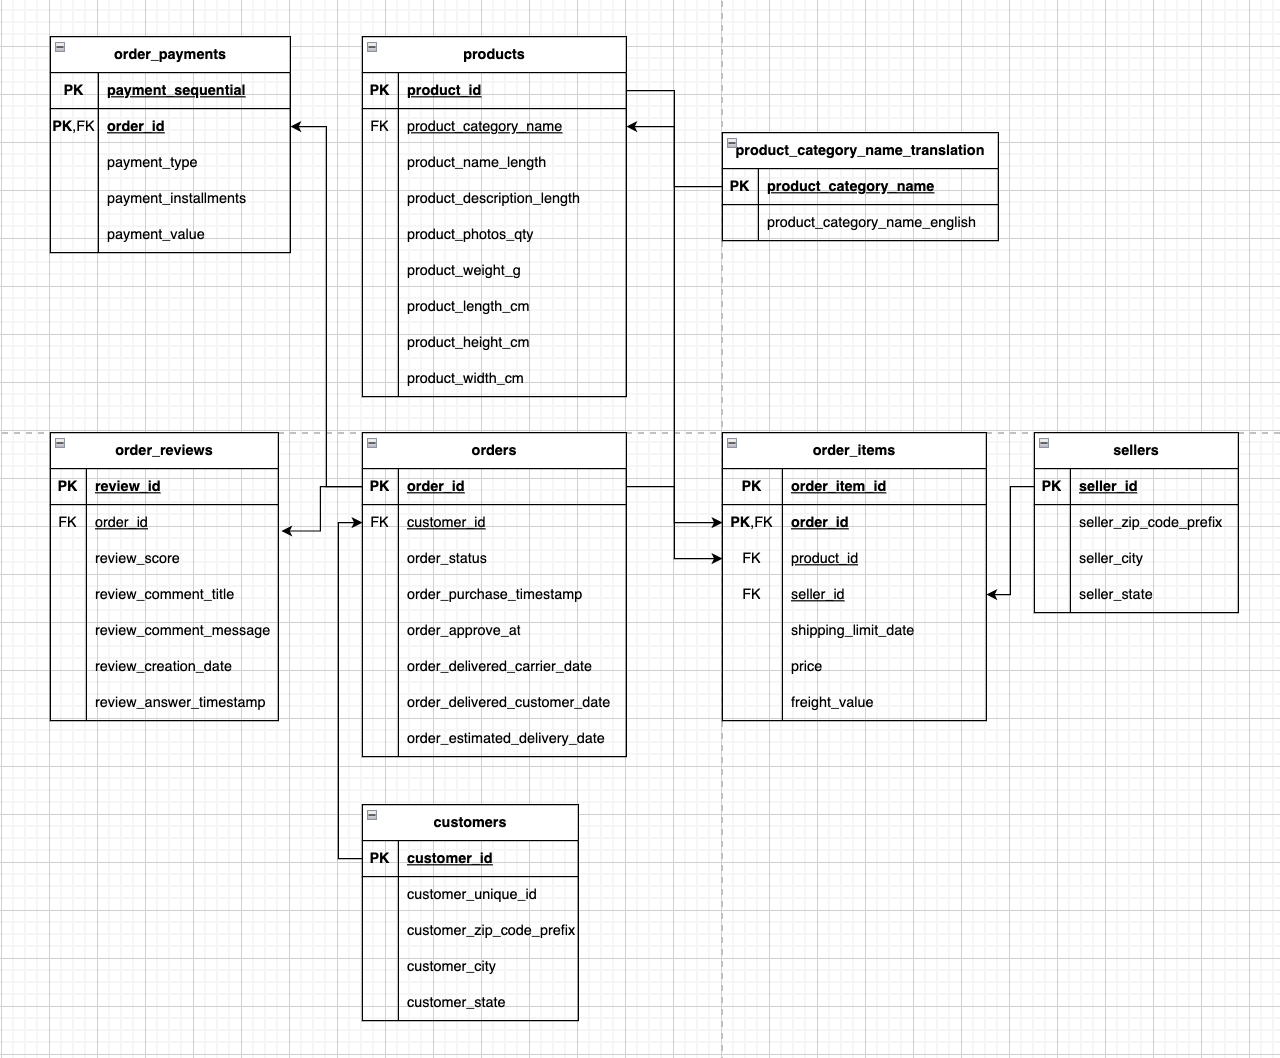 order_payments
PK payment_sequential
PK,FK order_id
payment_type
payment_installments
payment_value
products
PK product_id
FK product_category_name
product_name_length
product_description_length
product_photos_qty
product_weight_g
product_length_cm
product_height_cm
product_width_cm
product_category_name_translation
PK product_category_name
product_category_name_english
order_reviews
PK review_id
FK order_id
review_score
review_comment_title
review_comment_message
review_creation_date
review_answer_timestamp
orders
PK order_id
FK customer_id
order_status
order_purchase_timestamp
order_approve_at
order_delivered_carrier_date
order_delivered_customer_date
order_estimated_delivery_date
order_items
PK order_item_id
PK,FK order_id
FK product_id
FK seller_id
shipping_limit_date
price
freight_value
sellers
PK seller_id
seller_zip_code_prefix
seller_city
seller_state
customers
PK customer_id
customer_unique_id
customer_zip_code_prefix
customer_city
customer_state